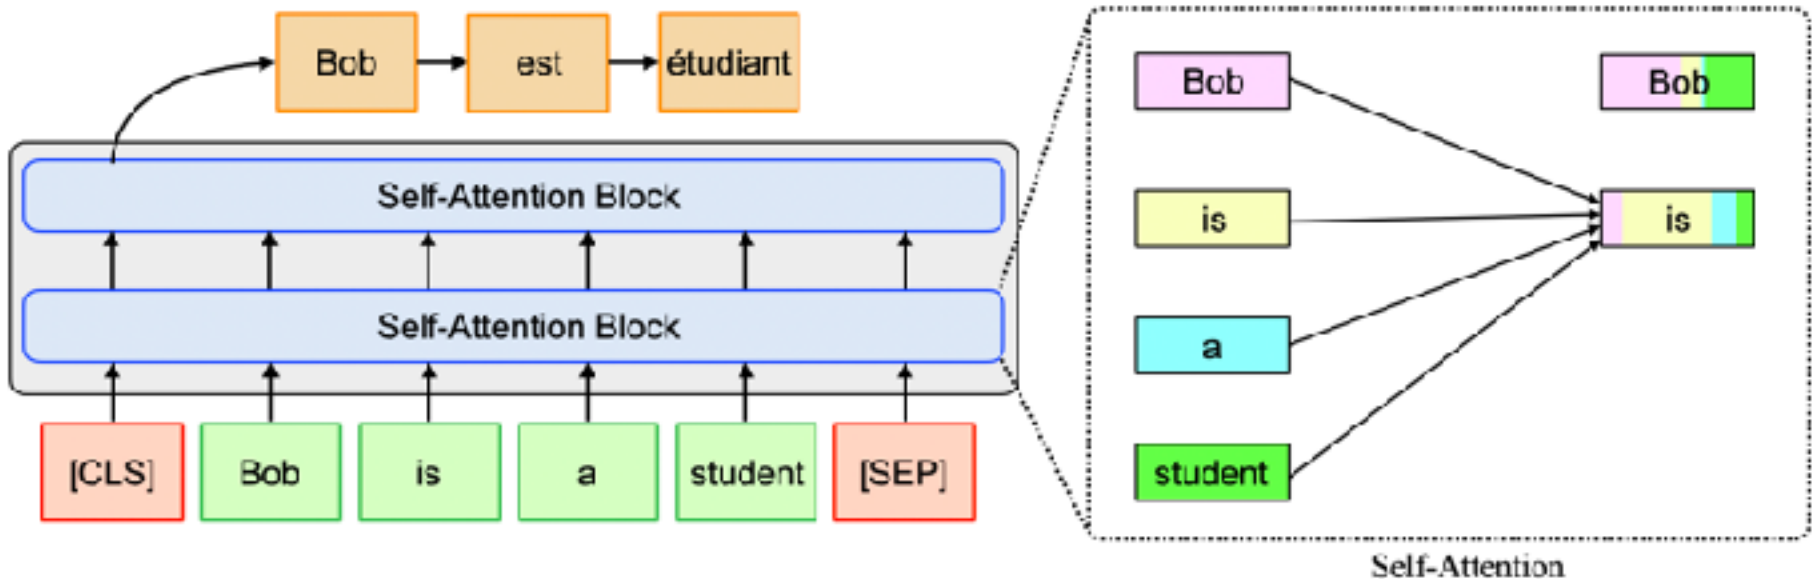 Bob est étudiant
Self-Attention Block
Self-Attention Block
[CLS] Bob is a student [SEP]
Bob Bob
is is
a
student
Self-Attention